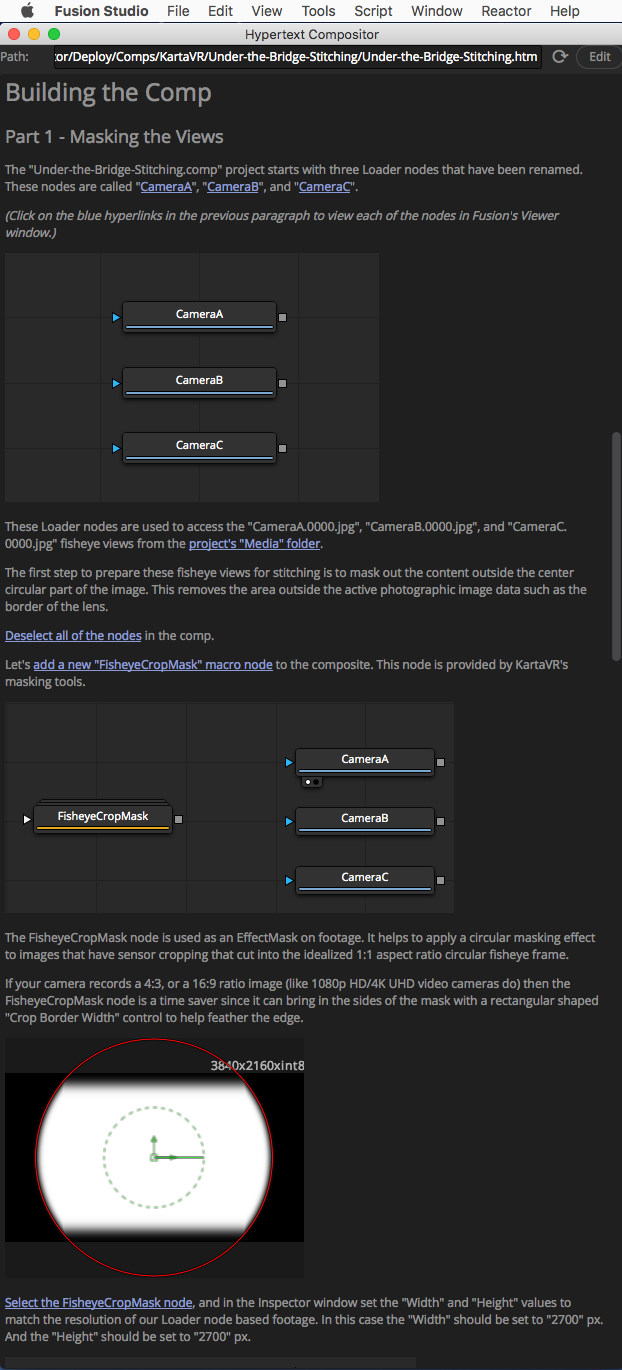 Fusion Studio File Edit View Tools Script Window Reactor Help
Hypertext Compositor
Path: :or/Deploy/Comps/KartaVR/Under-the-Bridge-Stitching/Under-the-Bridge-Stitching.htm Edit
Building the Comp
Part 1 - Masking the Views
The "Under-the-Bridge-Stitching.comp" project starts with three Loader nodes that have been renamed.
These nodes are called "CameraA", "CameraB", and "CameraC".
(Click on the blue hyperlinks in the previous paragraph to view each of the nodes in Fusion's Viewer
window.)
CameraA
CameraB
CameraC
These Loader nodes are used to access the "CameraA.0000.jpg", "CameraB.0000.jpg", and "CameraC.
0000.jpg" fisheye views from the project's "Media" folder.
The first step to prepare these fisheye views for stitching is to mask out the content outside the center
circular part of the image. This removes the area outside the active photographic image data such as the
border of the lens.
Deselect all of the nodes in the comp.
Let's add a new "FisheyeCropMask" macro node to the composite. This node is provided by KartaVR's
masking tools.
CameraA
FisheyeCropMask
CameraB
CameraC
The FisheyeCropMask node is used as an EffectMask on footage. It helps to apply a circular masking effect
to images that have sensor cropping that cut into the idealized 1:1 aspect ratio circular fisheye frame.
If your camera records a 4:3, or a 16:9 ratio image (like 1080p HD/4K UHD video cameras do) then the
FisheyeCropMask node is a time saver since it can bring in the sides of the mask with a rectangular shaped
"Crop Border Width" control to help feather the edge.
3840x2160xint8
Select the FisheyeCropMask node, and in the Inspector window set the "Width" and "Height" values to
match the resolution of our Loader node based footage. In this case the "Width" should be set to "2700" px.
And the "Height" should be set to "2700" px.